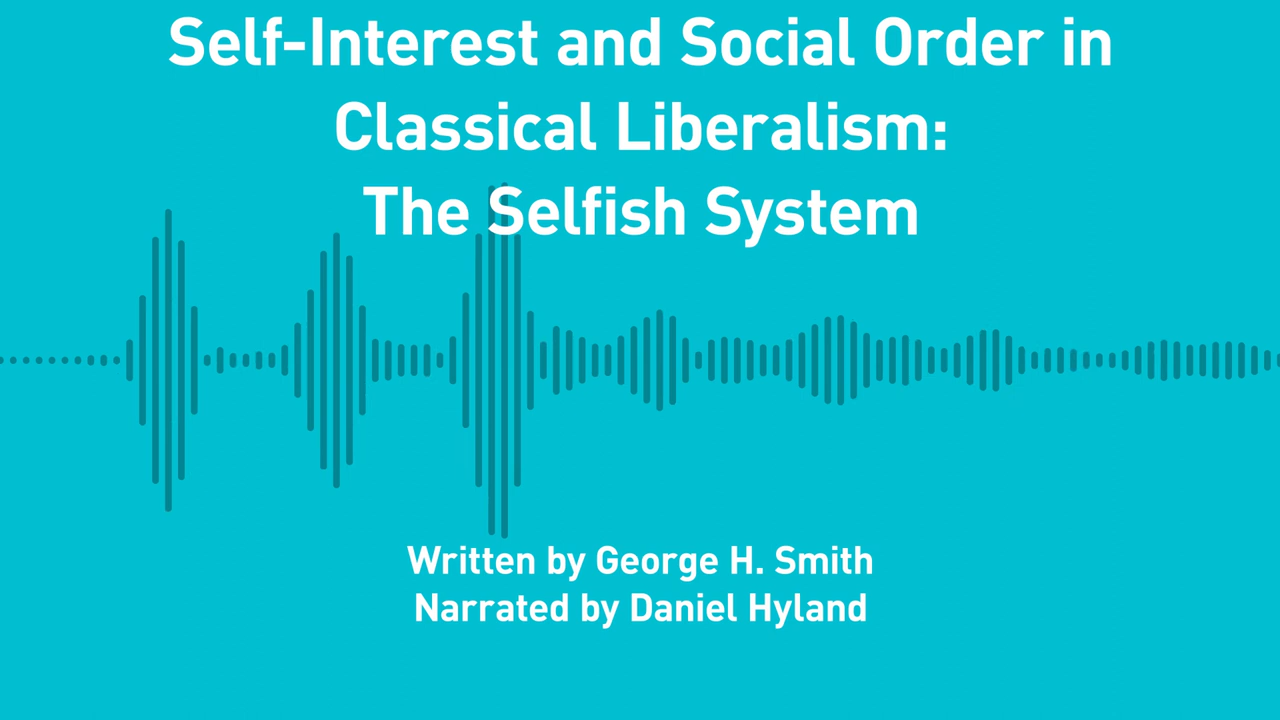 Self-Interest and Social Order in
Classical Liberalism:
The Selfish System
Written by George H. Smith
Narrated by Daniel Hyland